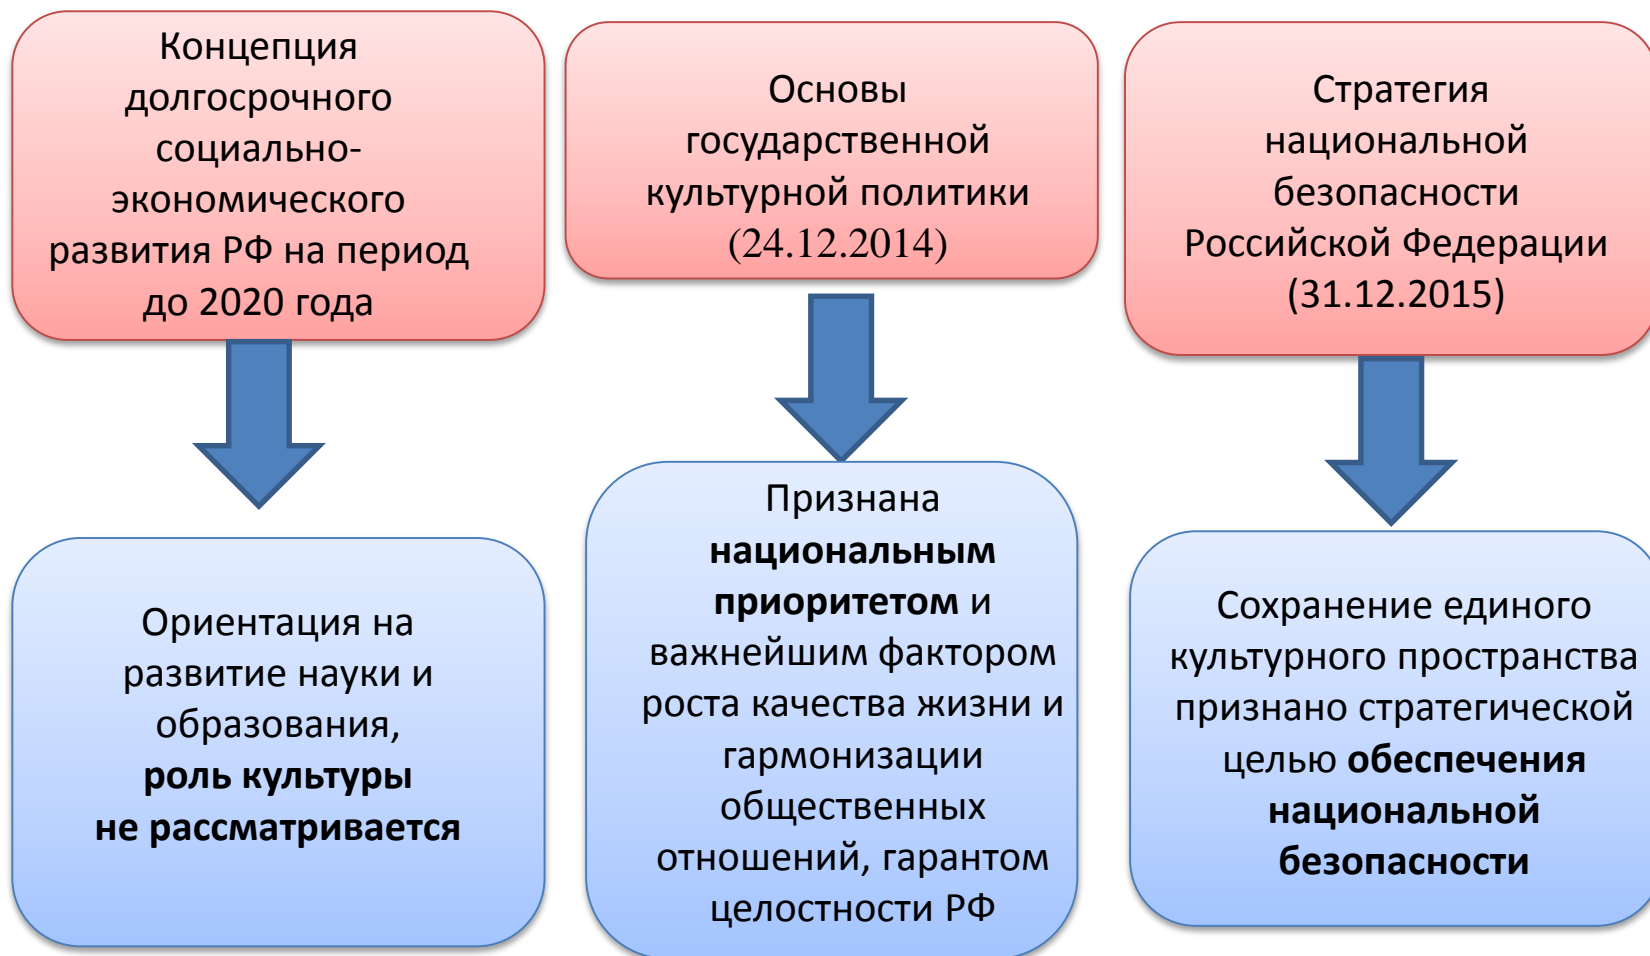 Концепция
долгосрочного
социально-
экономического
развития РФ на период
до 2020 года
Основы
государственной
культурной политики
(24.12.2014)
Стратегия
национальной
безопасности
Российской Федерации
(31.12.2015)
Ориентация на
развитие науки и
образования,
роль культуры
не рассматривается
Признана
национальным
приоритетом и
важнейшим фактором
роста качества жизни и
гармонизации
общественных
отношений, гарантом
целостности РФ
Сохранение единого
культурного пространства
признано стратегической
целью обеспечения
национальной
безопасности